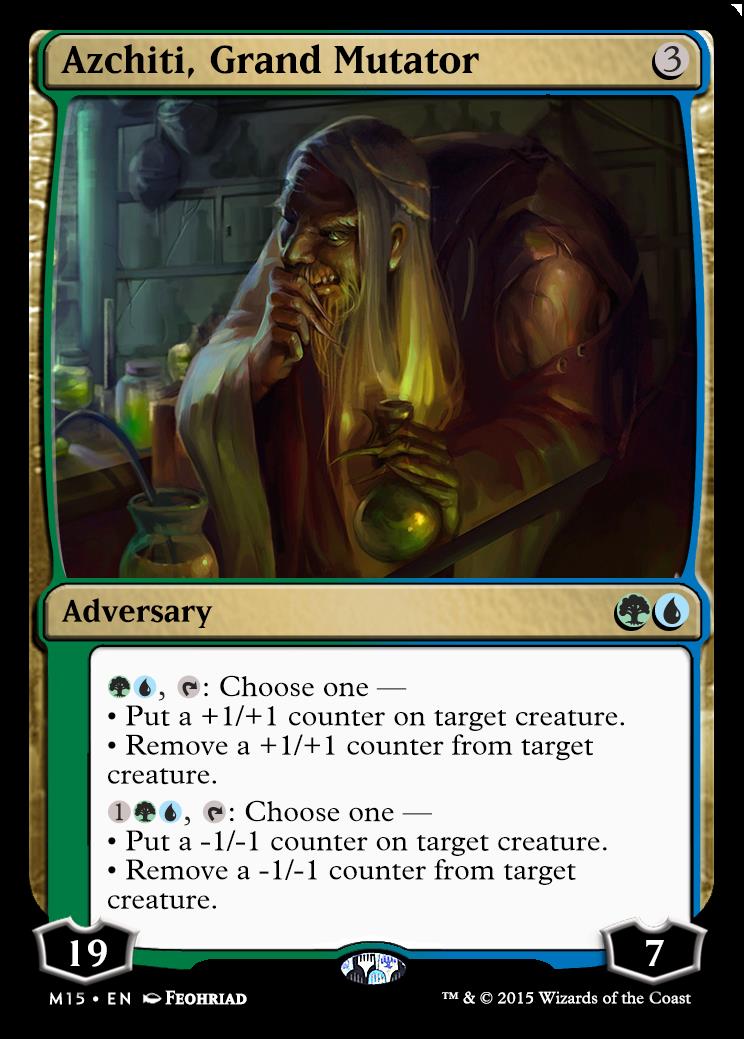 Azchiti, Grand Mutator 3
Adversary
, : Choose one —
• Put a +1/+1 counter on target creature.
• Remove a +1/+1 counter from target
creature.
1 , : Choose one —
• Put a -1/-1 counter on target creature.
• Remove a -1/-1 counter from target
creature.
19 7
M15 • EN FEOHRIAD ™ & © 2015 Wizards of the Coast